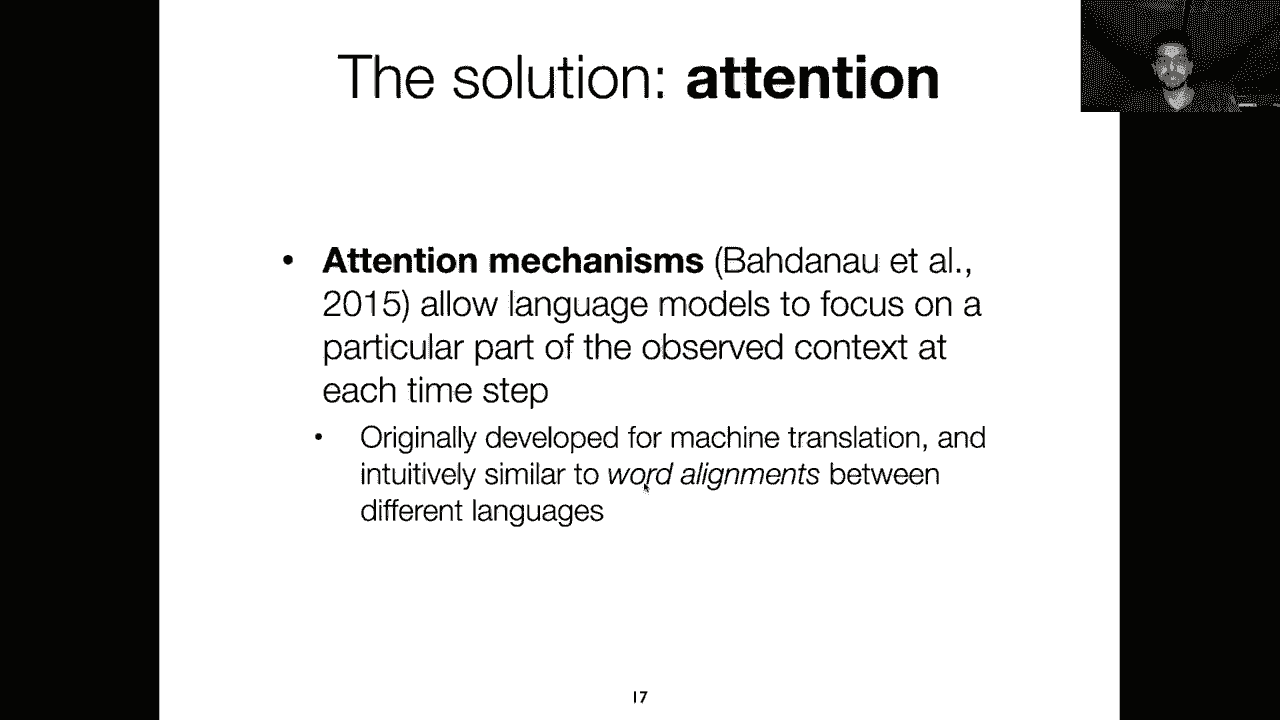 The solution: attention
• Attention mechanisms (Bahdanau et al.,
2015) allow language models to focus on a
particular part of the observed context at
each time step
• Originally developed for machine translation, and
intuitively similar to word alignments between
different languages
17